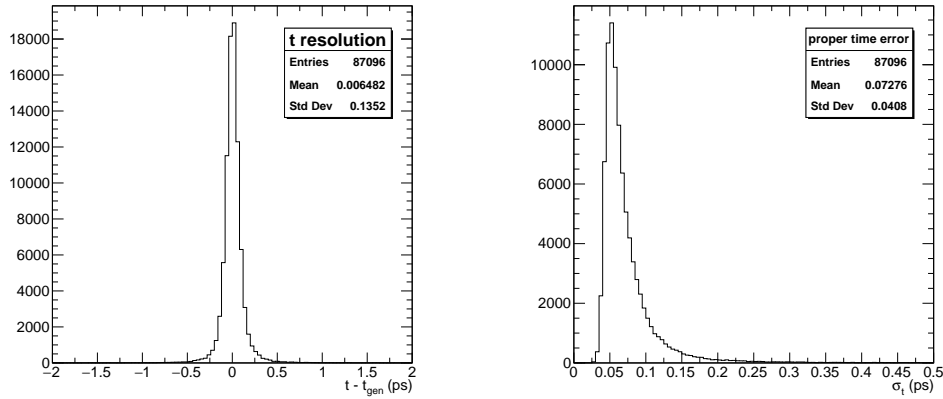 t resolution
Entries 87096
Mean 0.006482
Std Dev 0.1352
18000
16000
14000
12000
10000
8000
6000
4000
2000
0
−2 −1.5 −1 −0.5 0 0.5 1 1.5 2
t - t_gen (ps)
proper time error
Entries 87096
Mean 0.07276
Std Dev 0.0408
10000
8000
6000
4000
2000
0
0 0.05 0.1 0.15 0.2 0.25 0.3 0.35 0.4 0.45 0.5
σ_t (ps)